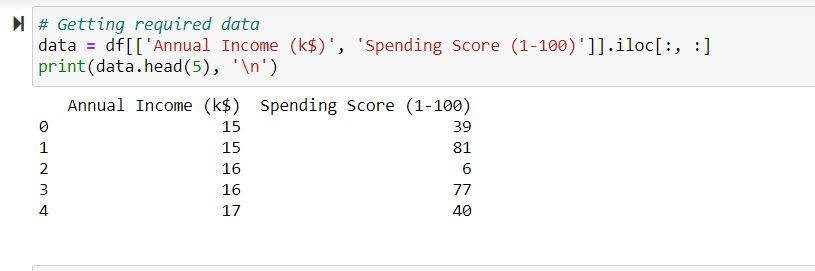 # Getting required data
data = df[['Annual Income (k$)', 'Spending Score (1-100)']].iloc[:, :]
print(data.head(5), '\n')
Annual Income (k$) Spending Score (1-100)
0 15 39
1 15 81
2 16 6
3 16 77
4 17 40